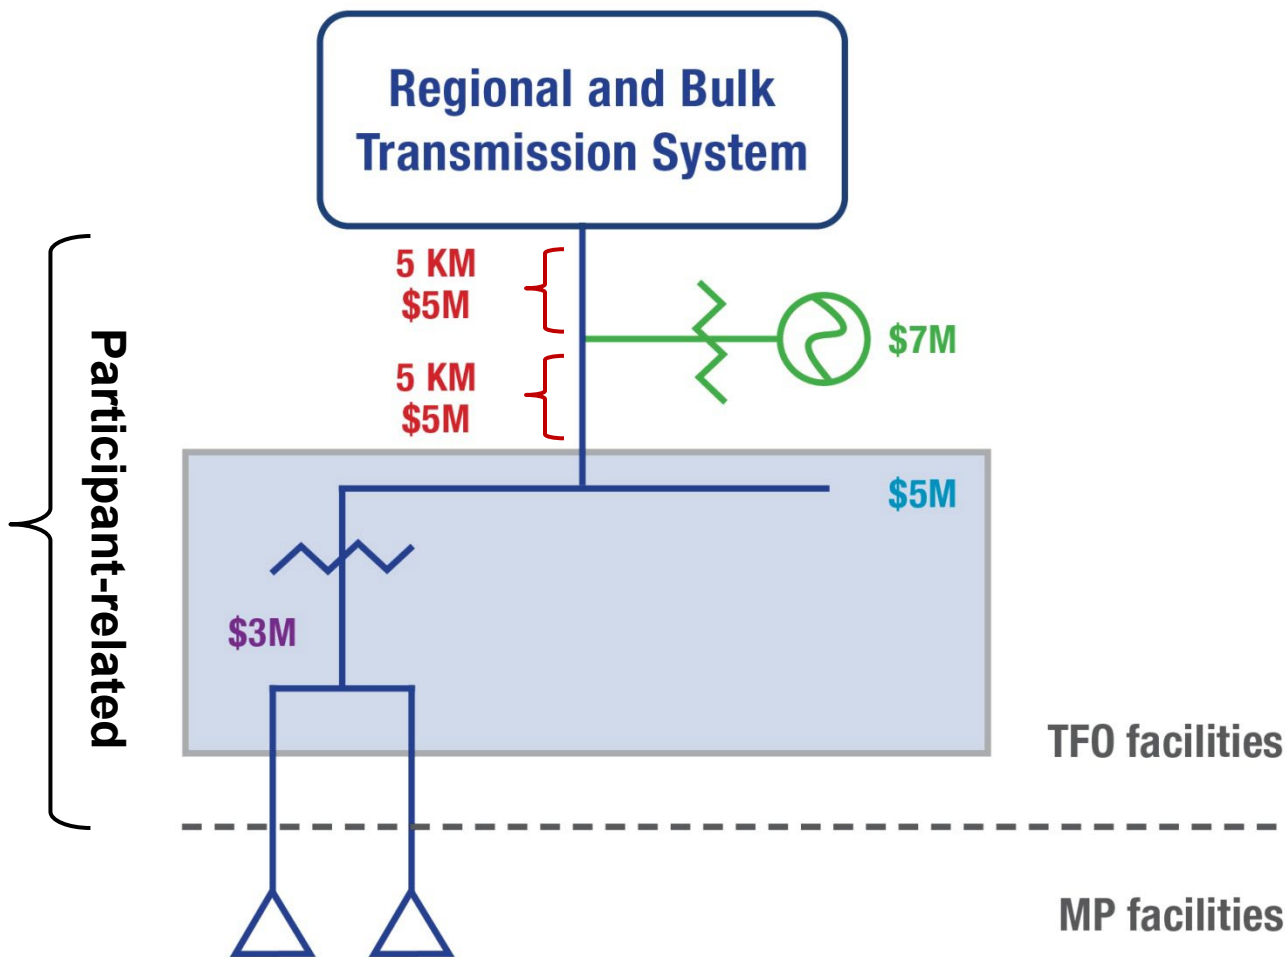 Regional and Bulk
Transmission System
5 KM
$5M
$7M
5 KM
$5M
Participant-related
$5M
$3M
TFO facilities
MP facilities